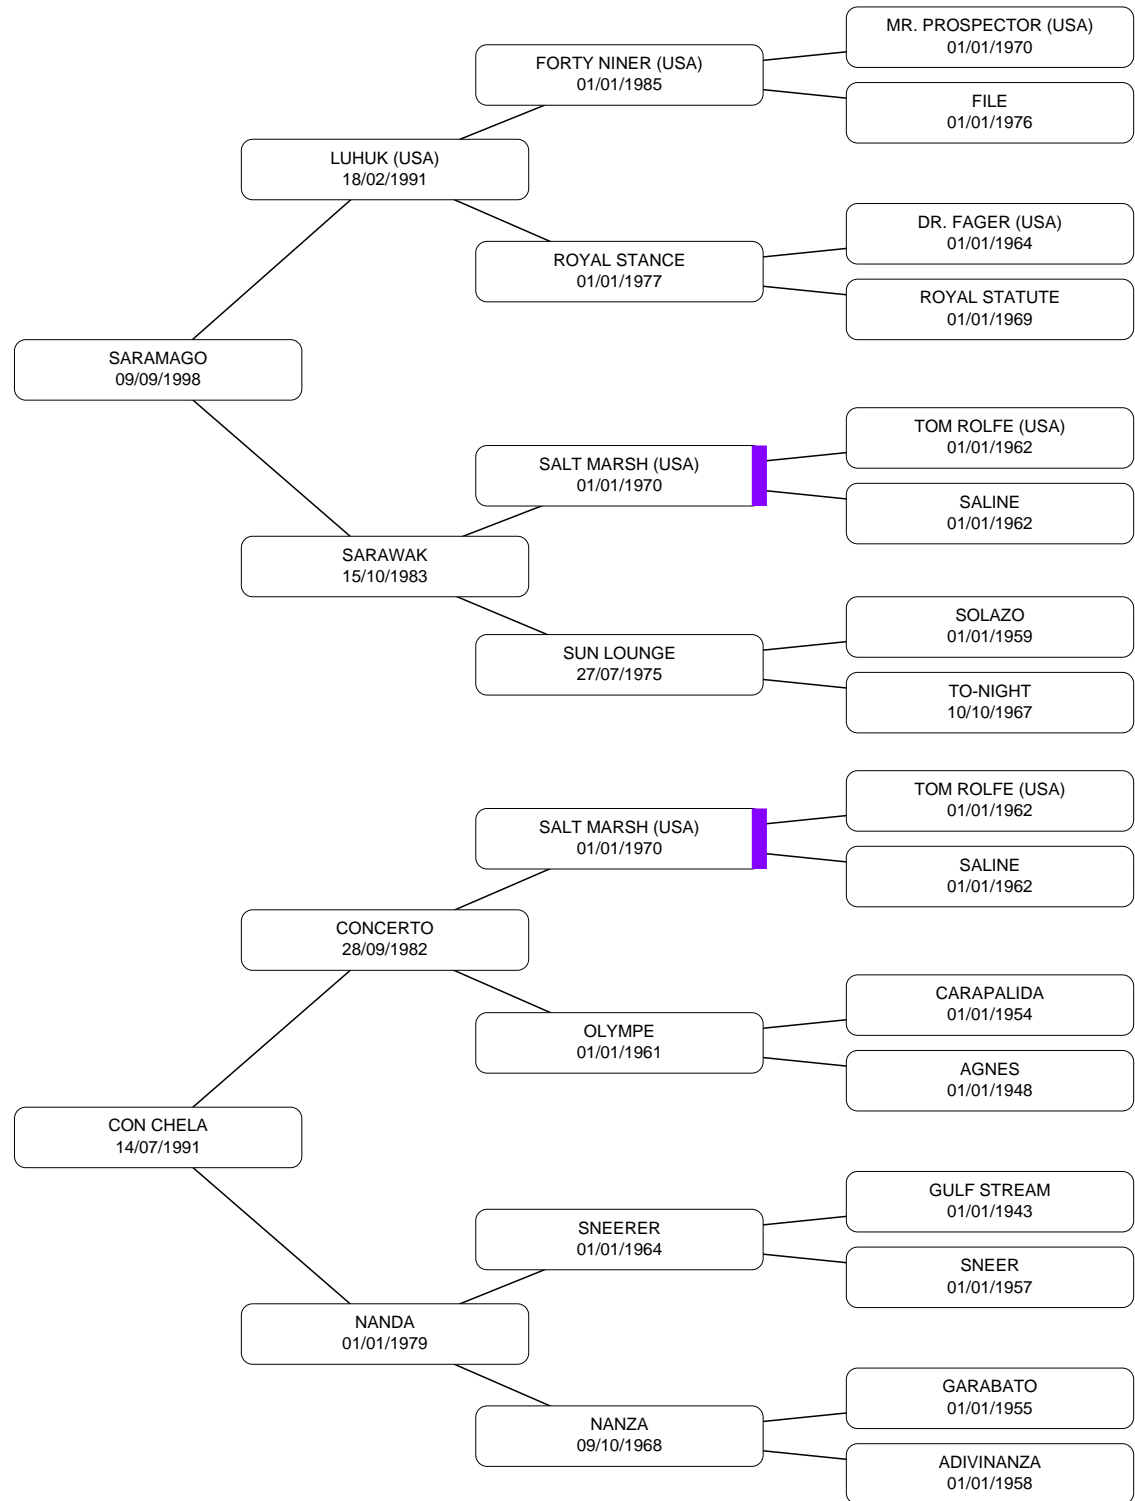 MR. PROSPECTOR (USA)
01/01/1970
FORTY NINER (USA)
01/01/1985
FILE
01/01/1976
LUHUK (USA)
18/02/1991
DR. FAGER (USA)
01/01/1964
ROYAL STANCE
01/01/1977
ROYAL STATUTE
01/01/1969
SARAMAGO
09/09/1998
TOM ROLFE (USA)
01/01/1962
SALT MARSH (USA)
01/01/1970
SALINE
01/01/1962
SARAWAK
15/10/1983
SOLAZO
01/01/1959
SUN LOUNGE
27/07/1975
TO-NIGHT
10/10/1967
TOM ROLFE (USA)
01/01/1962
SALT MARSH (USA)
01/01/1970
SALINE
01/01/1962
CONCERTO
28/09/1982
CARAPALIDA
01/01/1954
OLYMPE
01/01/1961
AGNES
01/01/1948
CON CHELA
14/07/1991
GULF STREAM
01/01/1943
SNEERER
01/01/1964
SNEER
01/01/1957
NANDA
01/01/1979
GARABATO
01/01/1955
NANZA
09/10/1968
ADIVINANZA
01/01/1958